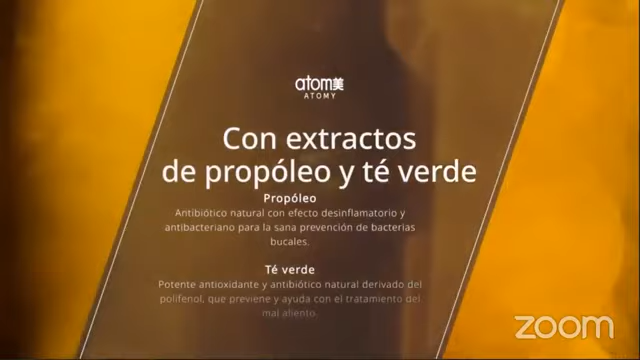 atom美
ATOMY
Con extractos
de propóleo y té verde
Propóleo
Antibiótico natural con efecto desinflamatorio y
antibacteriano para la sana prevención de bacterias
bucales.
Té verde
Potente antioxidante y antibiótico natural derivado del
polifenol, que previene y ayuda con el tratamiento del
mal aliento.
zoom